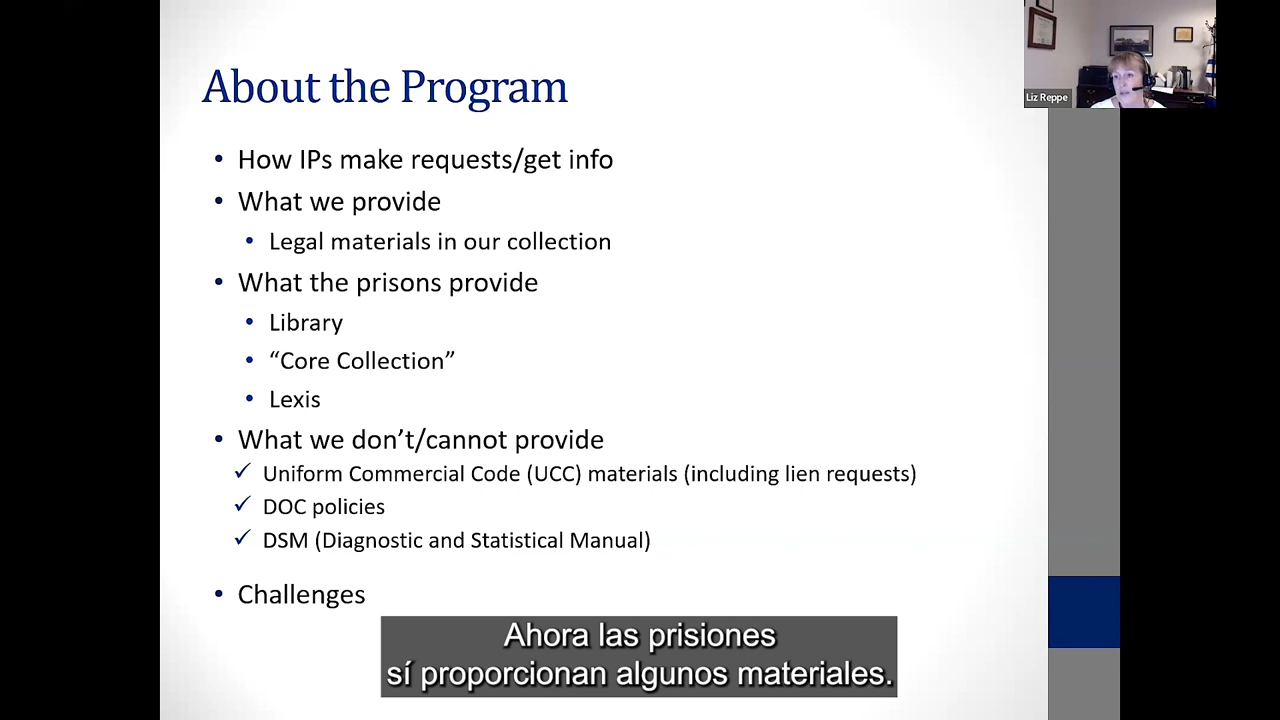 About the Program
Liz Reppe
• How IPs make requests/get info
• What we provide
• Legal materials in our collection
• What the prisons provide
• Library
• “Core Collection”
• Lexis
• What we don’t/cannot provide
✓ Uniform Commercial Code (UCC) materials (including lien requests)
✓ DOC policies
✓ DSM (Diagnostic and Statistical Manual)
• Challenges
Ahora las prisiones
sí proporcionan algunos materiales.